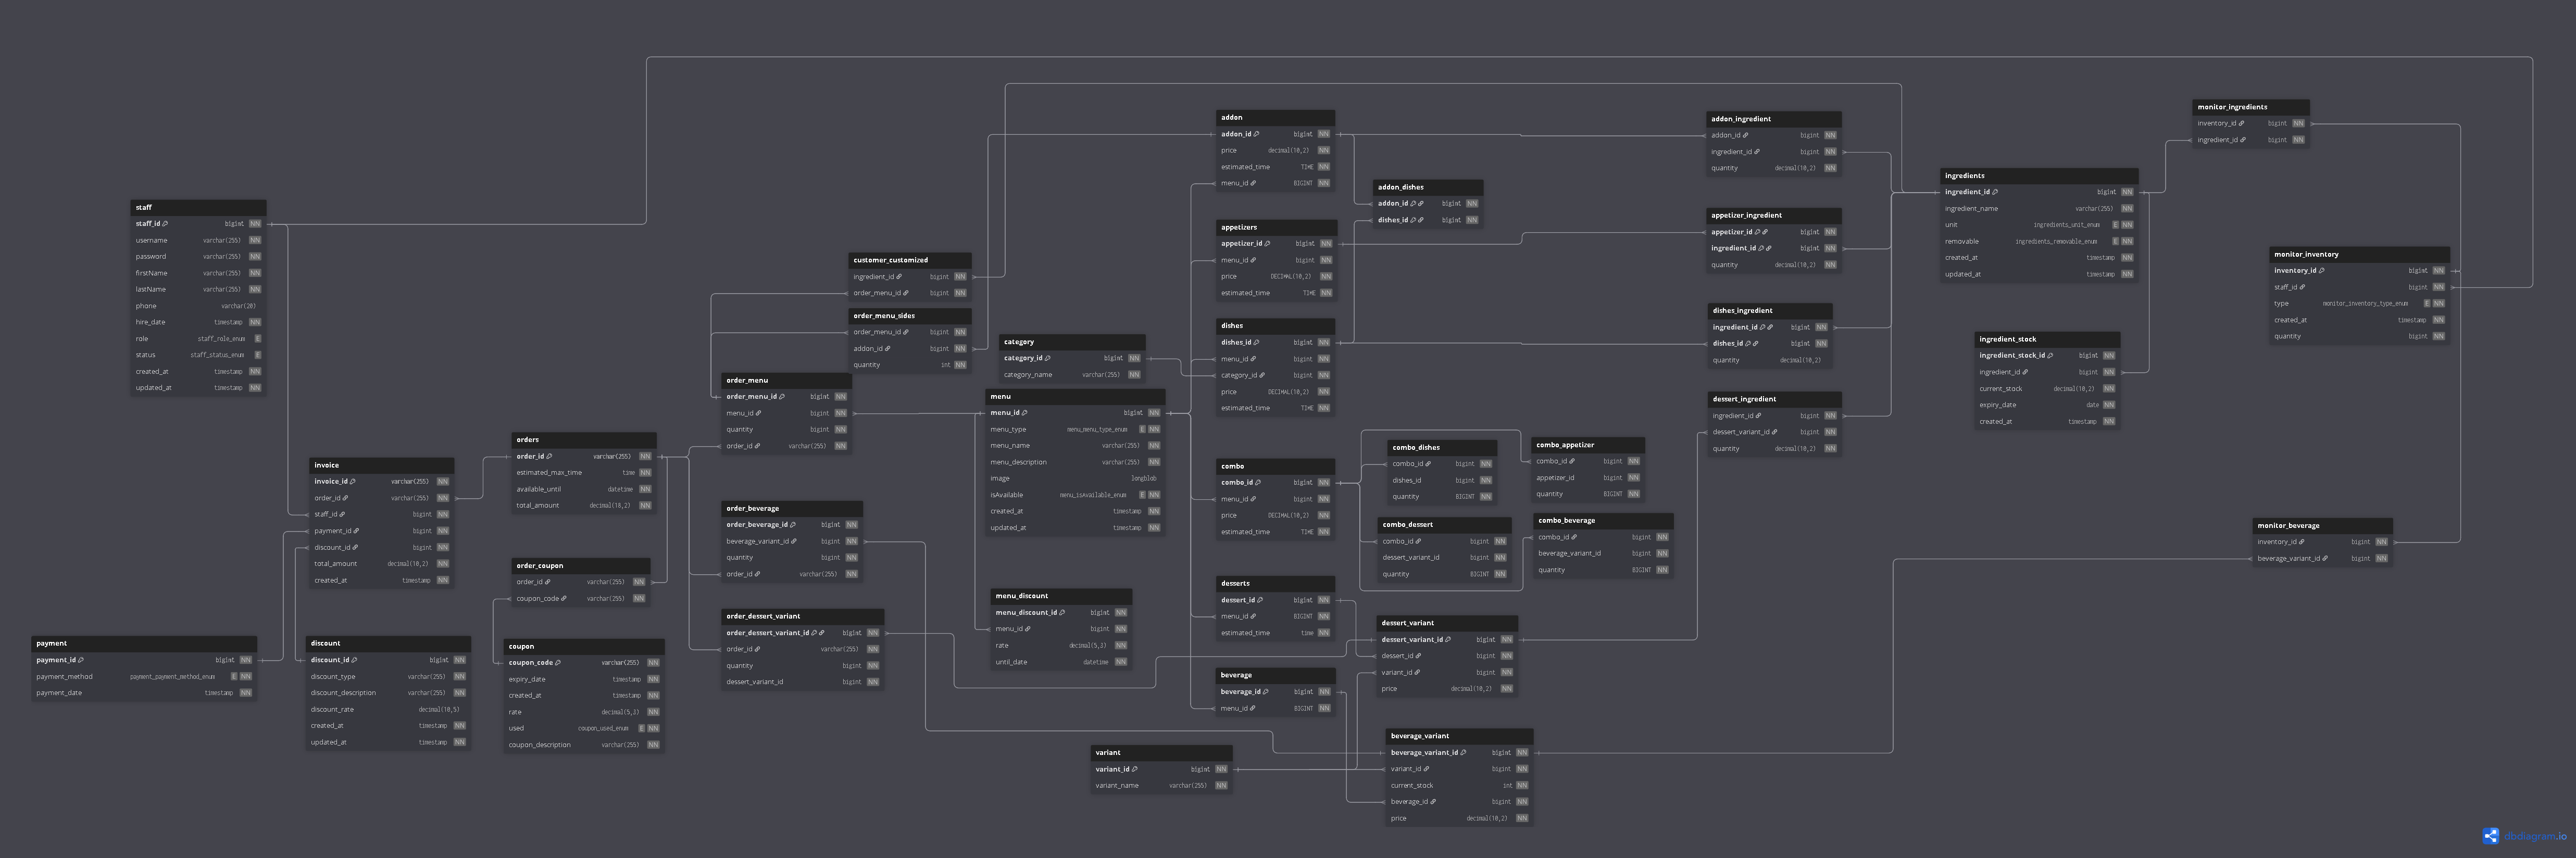 staff
staff_id bigint NN
username varchar(255) NN
password varchar(255) NN
firstName varchar(255) NN
lastName varchar(255) NN
phone varchar(20)
hire_date timestamp NN
role staff_role_enum E
status staff_status_enum E
created_at timestamp NN
updated_at timestamp NN
payment
payment_id bigint NN
payment_method payment_payment_method_enum E NN
payment_date timestamp NN
invoice
invoice_id varchar(255) NN
order_id varchar(255) NN
staff_id bigint NN
payment_id bigint NN
discount_id bigint NN
total_amount decimal(10,2) NN
created_at timestamp NN
discount
discount_id bigint NN
discount_type varchar(255) NN
discount_description varchar(255) NN
discount_rate decimal(10,5)
created_at timestamp NN
updated_at timestamp NN
orders
order_id varchar(255) NN
estimated_max_time time NN
available_until datetime NN
total_amount decimal(10,2) NN
order_coupon
order_id varchar(255) NN
coupon_code varchar(255) NN
coupon
coupon_code varchar(255) NN
expiry_date timestamp NN
created_at timestamp NN
rate decimal(5,3) NN
used coupon_used_enum E NN
coupon_description varchar(255) NN
customer_customized
ingredient_id bigint NN
order_menu_id bigint NN
order_menu_sides
order_menu_id bigint NN
addon_id bigint NN
quantity int NN
order_menu
order_menu_id bigint NN
menu_id bigint NN
quantity bigint NN
order_id varchar(255) NN
order_beverage
order_beverage_id bigint NN
beverage_variant_id bigint NN
quantity bigint NN
order_id varchar(255) NN
order_dessert_variant
order_dessert_variant_id bigint NN
order_id varchar(255) NN
quantity bigint NN
dessert_variant_id bigint NN
category
category_id bigint NN
category_name varchar(255) NN
menu
menu_id bigint NN
menu_type menu_menu_type_enum E NN
menu_name varchar(255) NN
menu_description varchar(255) NN
image longblob
isAvailable menu_isAvailable_enum E NN
created_at timestamp NN
updated_at timestamp NN
menu_discount
menu_discount_id bigint NN
menu_id bigint NN
rate decimal(5,3) NN
until_date datetime NN
variant
variant_id bigint NN
variant_name varchar(255) NN
addon
addon_id bigint NN
price decimal(10,2) NN
estimated_time TIME NN
menu_id BIGINT NN
appetizers
appetizer_id bigint NN
menu_id bigint NN
price DECIMAL(10,2) NN
estimated_time TIME NN
dishes
dishes_id bigint NN
menu_id bigint NN
category_id bigint NN
price DECIMAL(10,2) NN
estimated_time TIME NN
combo
combo_id bigint NN
menu_id bigint NN
price DECIMAL(10,2) NN
estimated_time TIME NN
desserts
dessert_id bigint NN
menu_id BIGINT NN
estimated_time time NN
beverage
beverage_id bigint NN
menu_id BIGINT NN
addon_dishes
addon_id bigint NN
dishes_id bigint NN
combo_dishes
combo_id bigint NN
dishes_id bigint NN
quantity BIGINT NN
combo_appetizer
combo_id bigint NN
appetizer_id bigint NN
quantity BIGINT NN
combo_dessert
combo_id bigint NN
dessert_variant_id bigint NN
quantity BIGINT NN
combo_beverage
combo_id bigint NN
beverage_variant_id bigint NN
quantity BIGINT NN
dessert_variant
dessert_variant_id bigint NN
dessert_id bigint NN
variant_id bigint NN
price decimal(10,2) NN
beverage_variant
beverage_variant_id bigint NN
variant_id bigint NN
current_stock int NN
beverage_id bigint NN
price decimal(10,2) NN
addon_ingredient
addon_id bigint NN
ingredient_id bigint NN
quantity decimal(10,2) NN
appetizer_ingredient
appetizer_id bigint NN
ingredient_id bigint NN
quantity decimal(10,2) NN
dishes_ingredient
ingredient_id bigint NN
dishes_id bigint NN
quantity decimal(10,2)
dessert_ingredient
ingredient_id bigint NN
dessert_variant_id bigint NN
quantity decimal(10,2) NN
ingredients
ingredient_id bigint NN
ingredient_name varchar(255) NN
unit ingredients_unit_enum E NN
removable ingredients_removable_enum E NN
created_at timestamp NN
updated_at timestamp NN
ingredient_stock
ingredient_stock_id bigint NN
ingredient_id bigint NN
current_stock decimal(10,2) NN
expiry_date date NN
created_at timestamp NN
monitor_ingredients
inventory_id bigint NN
ingredient_id bigint NN
monitor_inventory
inventory_id bigint NN
staff_id bigint NN
type monitor_inventory_type_enum E NN
created_at timestamp NN
quantity bigint NN
monitor_beverage
inventory_id bigint NN
beverage_variant_id bigint NN
dbdiagram.io